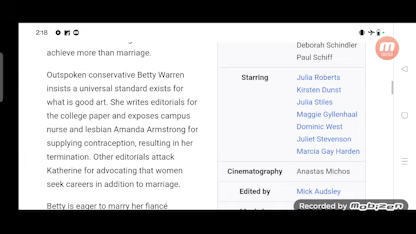 2:18
achieve more than marriage.
Outspoken conservative Betty Warren
insists a universal standard exists for
what is good art. She writes editorials
for the college paper and exposes campus
nurse and lesbian Amanda Armstrong for
supplying contraception, resulting in her
termination. Other editorials attack
Katherine for advocating that women
seek careers in addition to marriage.
Betty is eager to marry her fiancé
Deborah Schindler
Paul Schiff
Starring
Julia Roberts
Kirsten Dunst
Julia Stiles
Maggie Gyllenhaal
Dominic West
Juliet Stevenson
Marcia Gay Harden
Cinematography
Anastas Michos
Edited by
Mick Audsley
Recorded by
Mobizen